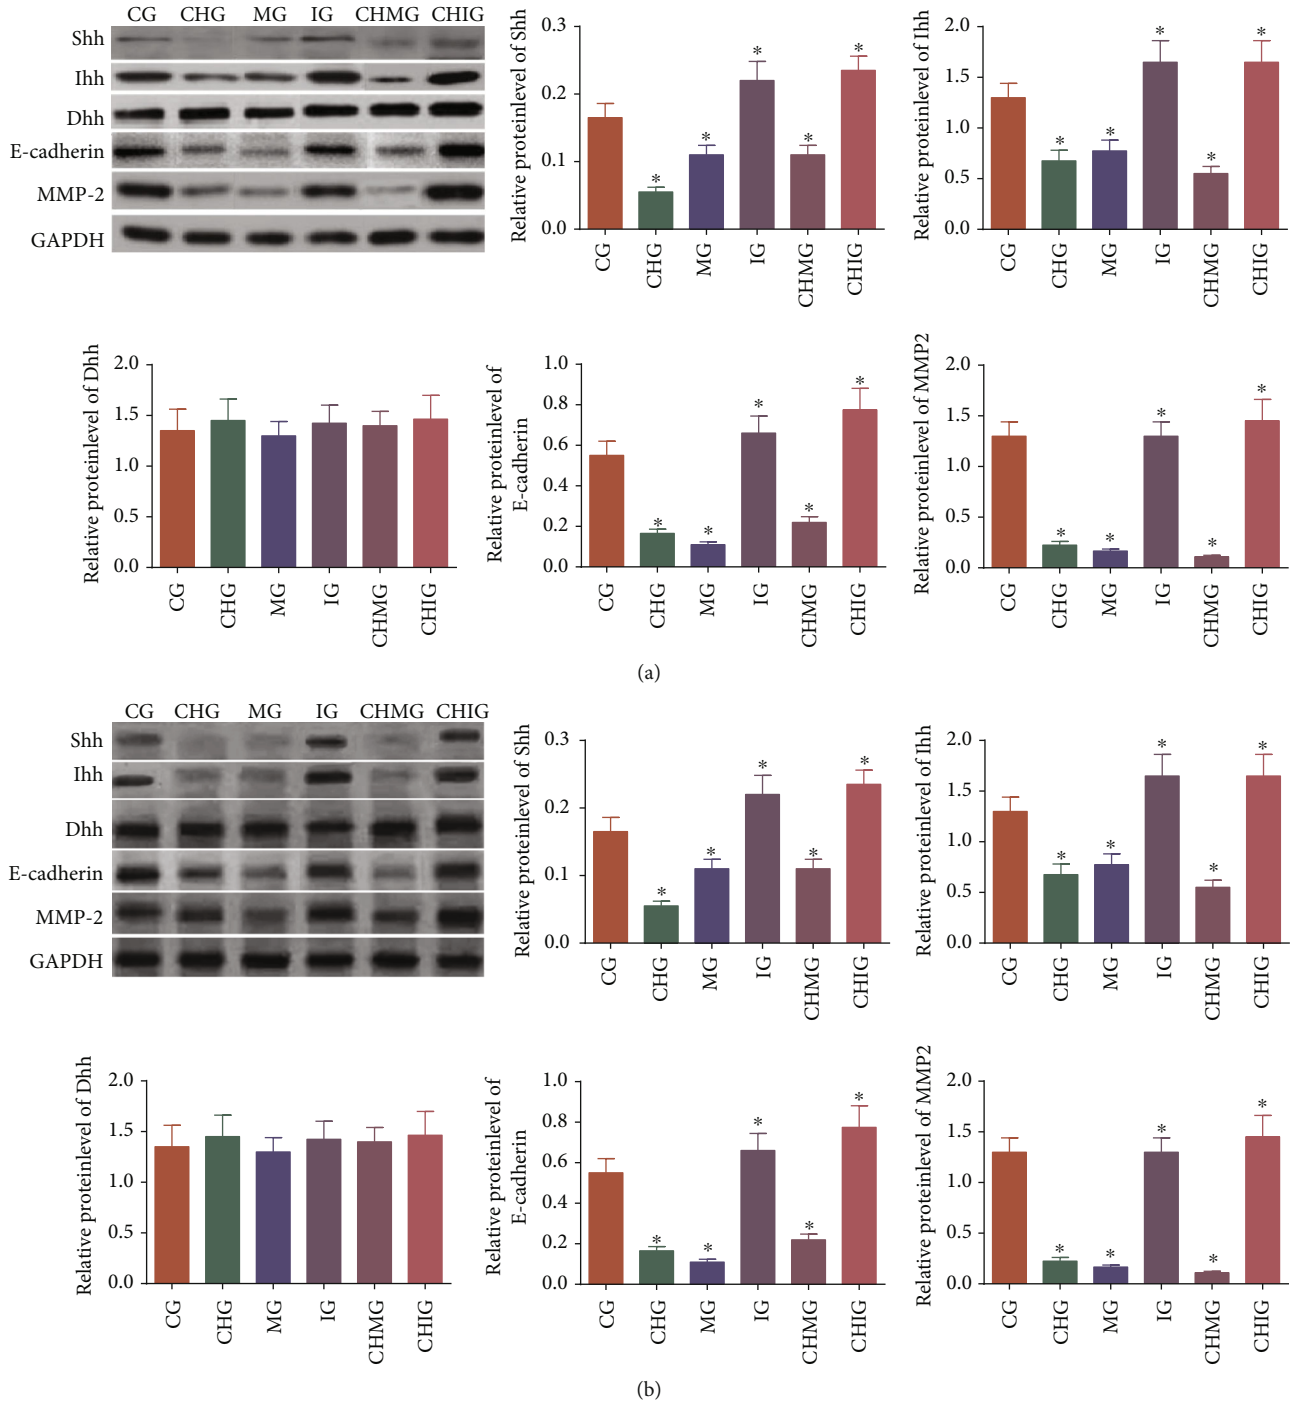 CG CHG MG IG CHMG CHIG
Shh
Ihh
Dhh
E-cadherin
MMP-2
GAPDH
Relative proteinlevel of Shh
0.3
0.2
0.1
0.0
* * * * *
CG CHG MG IG CHMG CHIG
Relative proteinlevel of Ihh
2.0
1.5
1.0
0.5
0.0
* * * * *
CG CHG MG IG CHMG CHIG
Relative proteinlevel of Dhh
2.0
1.5
1.0
0.5
0.0
CG CHG MG IG CHMG CHIG
Relative proteinlevel of
E-cadherin
1.0
0.8
0.6
0.4
0.2
0.0
* * * * *
CG CHG MG IG CHMG CHIG
Relative proteinlevel of MMP2
2.0
1.5
1.0
0.5
0.0
* * * * *
CG CHG MG IG CHMG CHIG
(a)
CG CHG MG IG CHMG CHIG
Shh
Ihh
Dhh
E-cadherin
MMP-2
GAPDH
Relative proteinlevel of Shh
0.3
0.2
0.1
0.0
* * * * *
CG CHG MG IG CHMG CHIG
Relative proteinlevel of Ihh
2.0
1.5
1.0
0.5
0.0
* * * * *
CG CHG MG IG CHMG CHIG
Relative proteinlevel of Dhh
2.0
1.5
1.0
0.5
0.0
CG CHG MG IG CHMG CHIG
Relative proteinlevel of
E-cadherin
1.0
0.8
0.6
0.4
0.2
0.0
* * * * *
CG CHG MG IG CHMG CHIG
Relative proteinlevel of MMP2
2.0
1.5
1.0
0.5
0.0
* * * * *
CG CHG MG IG CHMG CHIG
(b)